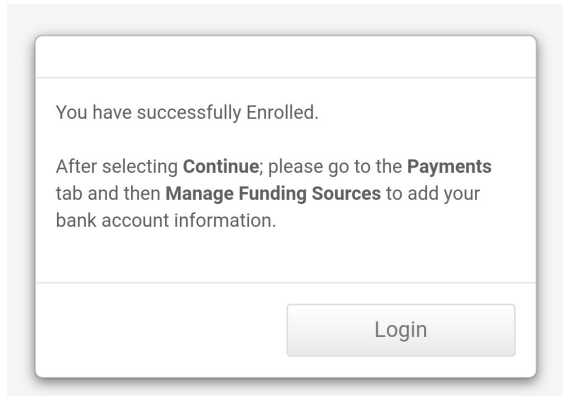 You have successfully Enrolled.
After selecting Continue; please go to the Payments
tab and then Manage Funding Sources to add your
bank account information.
Login